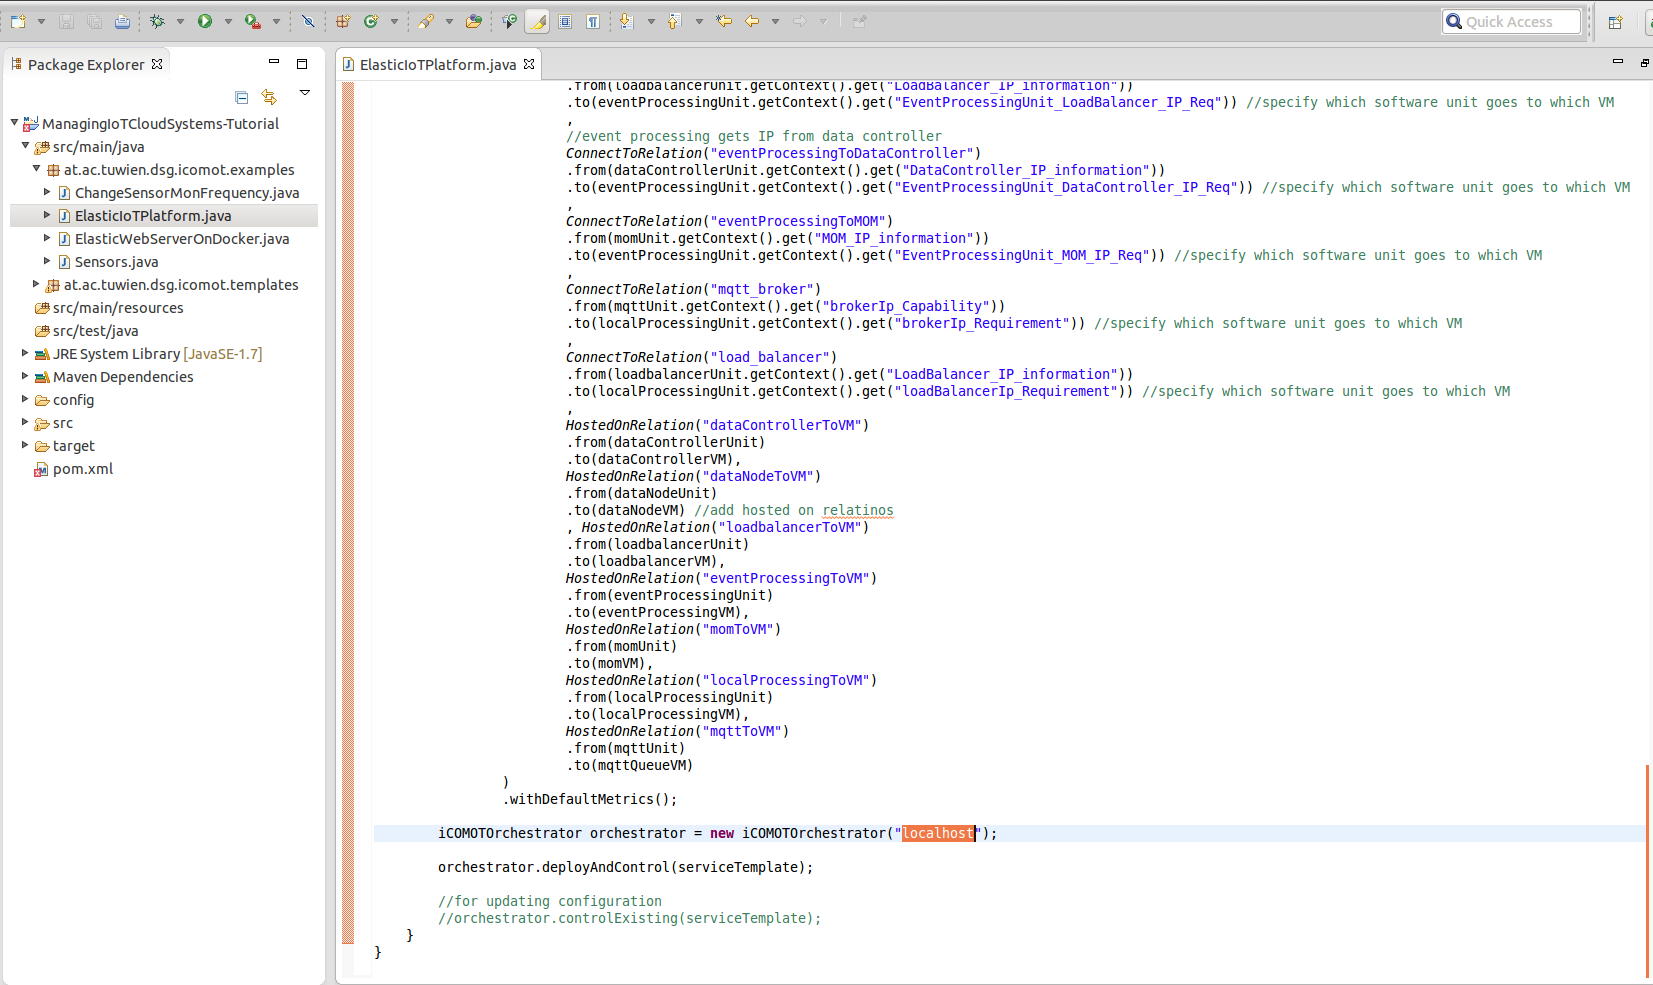 Quick Access
Package Explorer
ManagingIoTCloudSystems-Tutorial
src/main/java
at.ac.tuwien.dsg.icomot.examples
ChangeSensorMonFrequency.java
ElasticIoTPlatform.java
ElasticWebServerOnDocker.java
Sensors.java
at.ac.tuwien.dsg.icomot.templates
src/main/resources
src/test/java
JRE System Library [JavaSE-1.7]
Maven Dependencies
config
src
target
pom.xml
ElasticIoTPlatform.java
.from(loadbalancerUnit.getContext().get("LoadBalancer_IP_information"))
.to(eventProcessingUnit.getContext().get("EventProcessingUnit_LoadBalancer_IP_Req")) //specify which software unit goes to which VM
,
//event processing gets IP from data controller
ConnectToRelation("eventProcessingToDataController")
.from(dataControllerUnit.getContext().get("DataController_IP_information"))
.to(eventProcessingUnit.getContext().get("EventProcessingUnit_DataController_IP_Req")) //specify which software unit goes to which VM
,
ConnectToRelation("eventProcessingToMOM")
.from(momUnit.getContext().get("MOM_IP_information"))
.to(eventProcessingUnit.getContext().get("EventProcessingUnit_MOM_IP_Req")) //specify which software unit goes to which VM
,
ConnectToRelation("mqtt_broker")
.from(mqttUnit.getContext().get("brokerIp_Capability"))
.to(localProcessingUnit.getContext().get("brokerIp_Requirement")) //specify which software unit goes to which VM
,
ConnectToRelation("load_balancer")
.from(loadbalancerUnit.getContext().get("LoadBalancer_IP_information"))
.to(localProcessingUnit.getContext().get("loadBalancerIp_Requirement")) //specify which software unit goes to which VM
,
HostedOnRelation("dataControllerToVM")
.from(dataControllerUnit)
.to(dataControllerVM),
HostedOnRelation("dataNodeToVM")
.from(dataNodeUnit)
.to(dataNodeVM) //add hosted on relatinos
, HostedOnRelation("loadbalancerToVM")
.from(loadbalancerUnit)
.to(loadbalancerVM),
HostedOnRelation("eventProcessingToVM")
.from(eventProcessingUnit)
.to(eventProcessingVM),
HostedOnRelation("momToVM")
.from(momUnit)
.to(momVM),
HostedOnRelation("localProcessingToVM")
.from(localProcessingUnit)
.to(localProcessingVM),
HostedOnRelation("mqttToVM")
.from(mqttUnit)
.to(mqttQueueVM)
)
.withDefaultMetrics();
iCOMOTOrchestrator orchestrator = new iCOMOTOrchestrator("localhost");
orchestrator.deployAndControl(serviceTemplate);
//for updating configuration
//orchestrator.controlExisting(serviceTemplate);
}
}